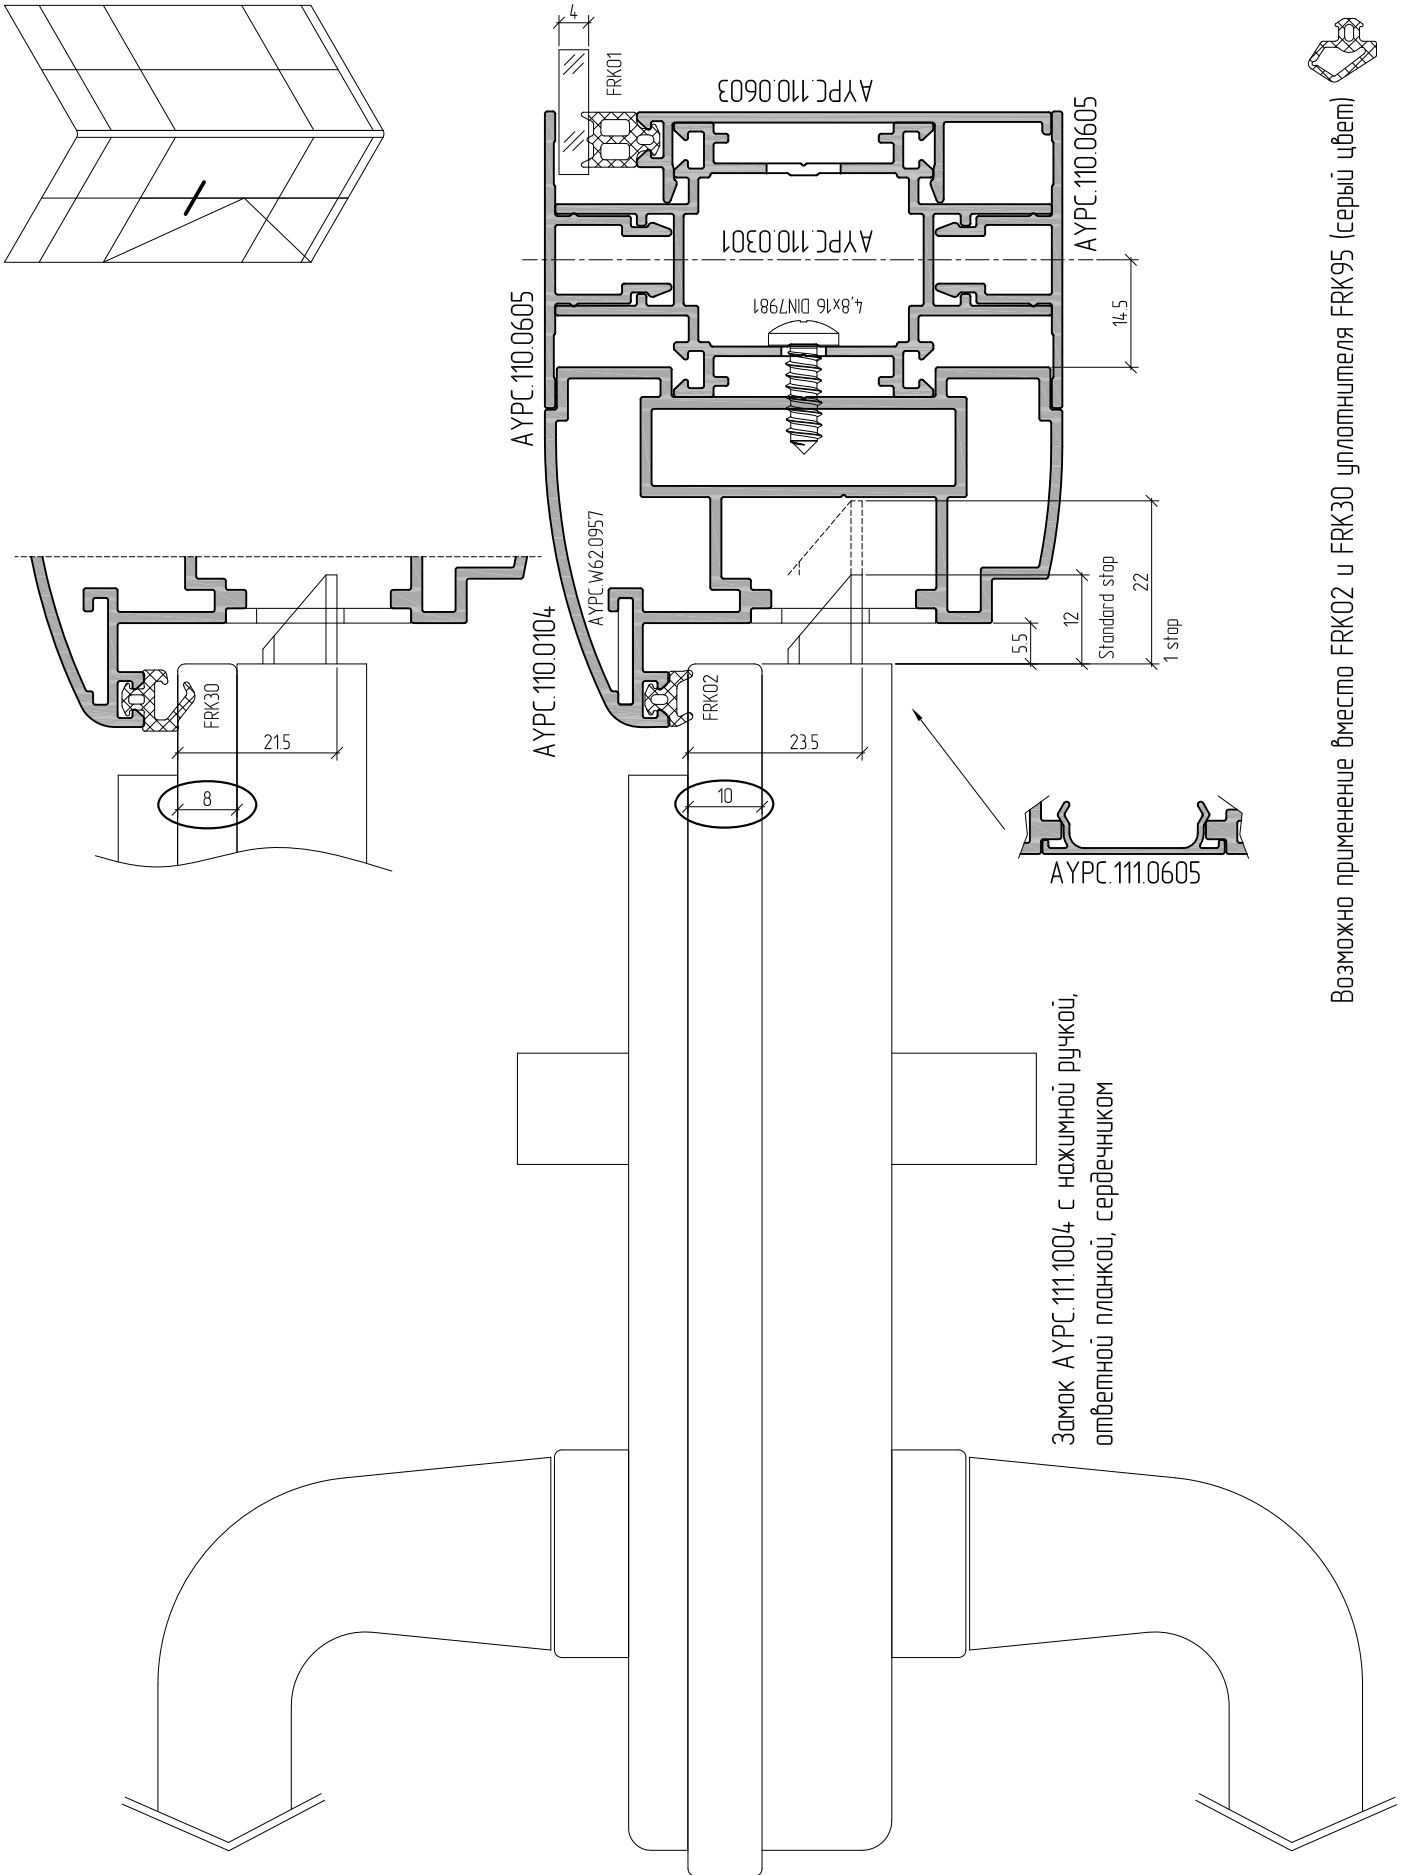 4
FRK01
AYPC.110.0603
AYPC.110.0605
AYPC.110.0301
4,8x16 DIN7981
AYPC.110.0605
14.5
AYPC.W62.0957
AYPC.110.0104
FRK30
21.5
8
FRK02
23.5
10
5.5
12
Standard stop
22
1 stop
AYPC.111.0605
Замок AYPC.111.1004 с нажимной ручкой,
ответной планкой, сердечником
Возможно применение вместо FRK02 и FRK30 уплотнителя FRK95 (серый цвет)